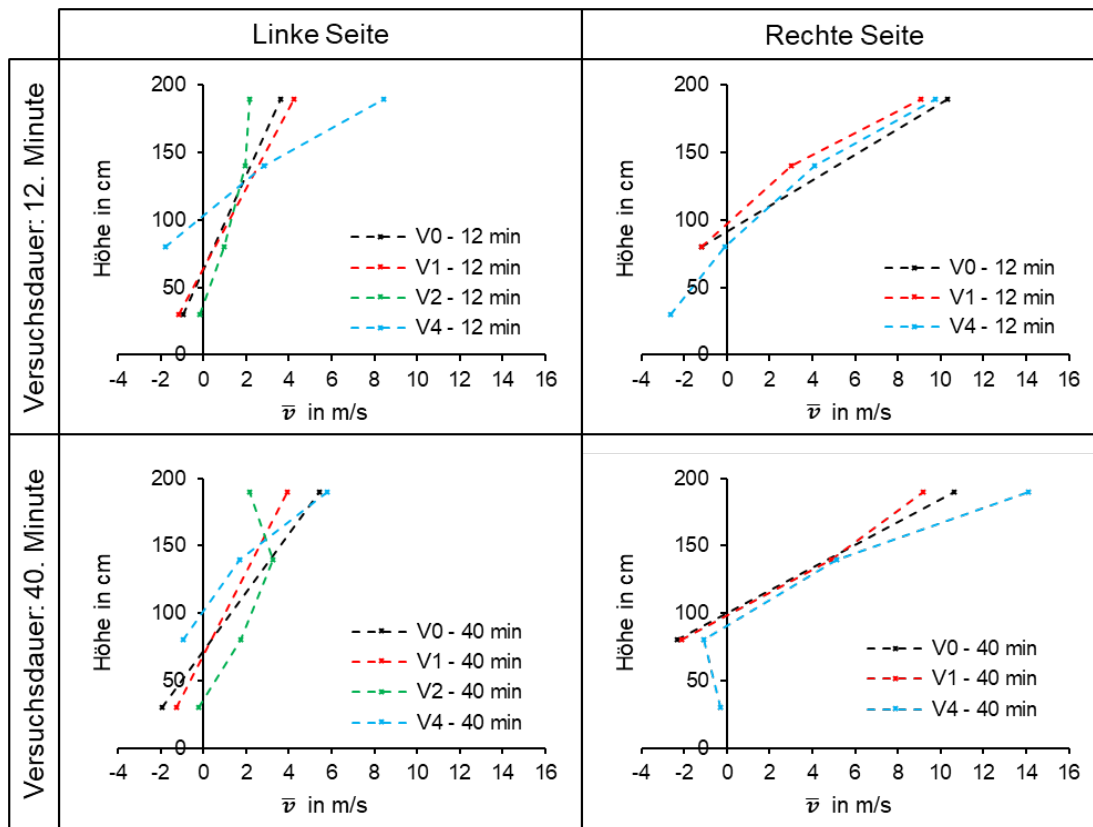 Linke Seite
Rechte Seite
Versuchsdauer: 12. Minute
Höhe in cm
200
150
100
50
0
-4 -2 0 2 4 6 8 10 12 14 16
v̅ in m/s
V0 - 12 min
V1 - 12 min
V2 - 12 min
V4 - 12 min
Höhe in cm
200
150
100
50
0
-4 -2 0 2 4 6 8 10 12 14 16
v̅ in m/s
V0 - 12 min
V1 - 12 min
V4 - 12 min
Versuchsdauer: 40. Minute
Höhe in cm
200
150
100
50
0
-4 -2 0 2 4 6 8 10 12 14 16
v̅ in m/s
V0 - 40 min
V1 - 40 min
V2 - 40 min
V4 - 40 min
Höhe in cm
200
150
100
50
0
-4 -2 0 2 4 6 8 10 12 14 16
v̅ in m/s
V0 - 40 min
V1 - 40 min
V4 - 40 min